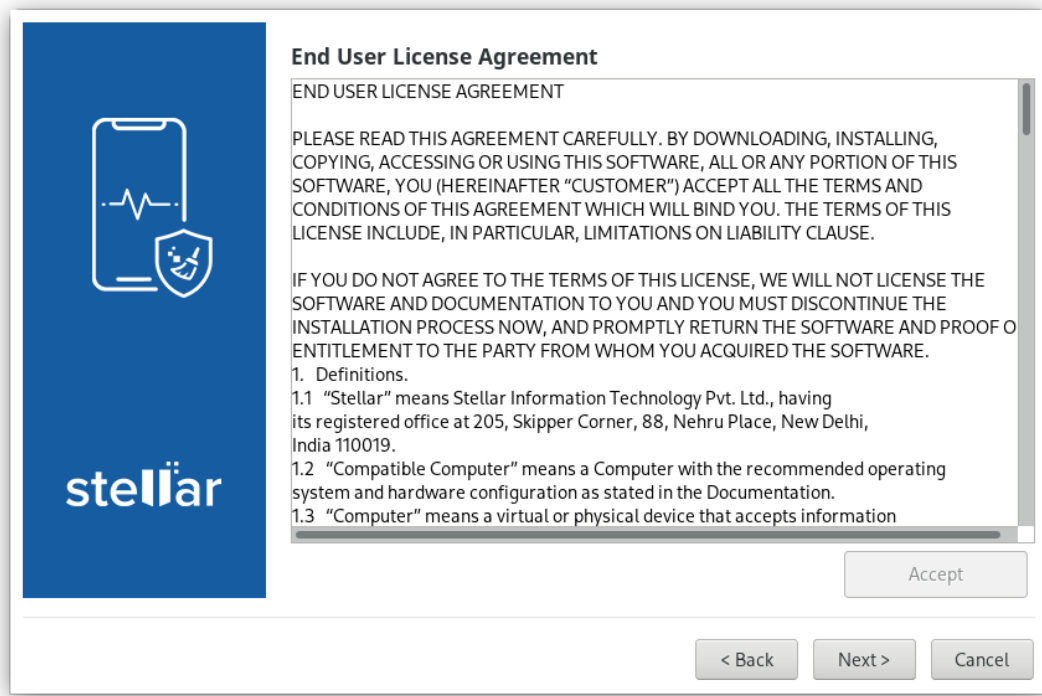 End User License Agreement
END USER LICENSE AGREEMENT
PLEASE READ THIS AGREEMENT CAREFULLY. BY DOWNLOADING, INSTALLING,
COPYING, ACCESSING OR USING THIS SOFTWARE, ALL OR ANY PORTION OF THIS
SOFTWARE, YOU (HEREINAFTER “CUSTOMER”) ACCEPT ALL THE TERMS AND
CONDITIONS OF THIS AGREEMENT WHICH WILL BIND YOU. THE TERMS OF THIS
LICENSE INCLUDE, IN PARTICULAR, LIMITATIONS ON LIABILITY CLAUSE.
IF YOU DO NOT AGREE TO THE TERMS OF THIS LICENSE, WE WILL NOT LICENSE THE
SOFTWARE AND DOCUMENTATION TO YOU AND YOU MUST DISCONTINUE THE
INSTALLATION PROCESS NOW, AND PROMPTLY RETURN THE SOFTWARE AND PROOF O
ENTITLEMENT TO THE PARTY FROM WHOM YOU ACQUIRED THE SOFTWARE.
1. Definitions.
1.1 “Stellar” means Stellar Information Technology Pvt. Ltd., having
its registered office at 205, Skipper Corner, 88, Nehru Place, New Delhi,
India 110019.
1.2 “Compatible Computer” means a Computer with the recommended operating
system and hardware configuration as stated in the Documentation.
1.3 “Computer” means a virtual or physical device that accepts information
stellar
Accept
< Back
Next >
Cancel